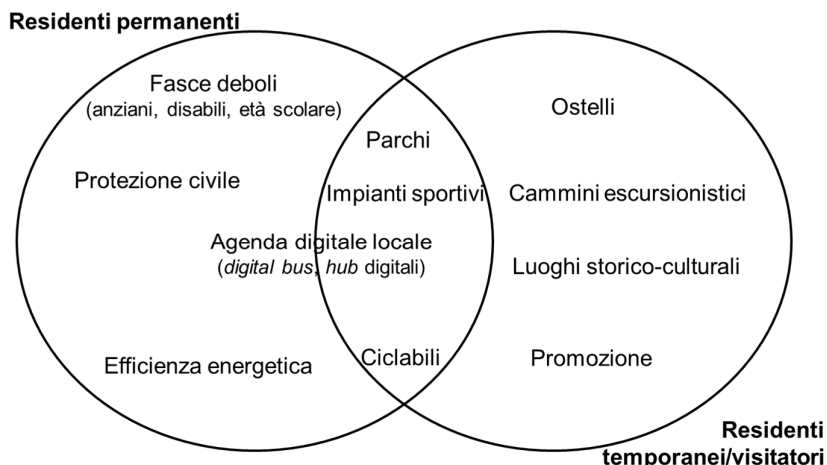 Residenti permanenti
Fasce deboli
(anziani, disabili, età scolare)
Ostelli
Parchi
Protezione civile
Impianti sportivi
Cammini escursionistici
Agenda digitale locale
(digital bus, hub digitali)
Luoghi storico-culturali
Efficienza energetica
Ciclabili
Promozione
Residenti
temporanei/visitatori